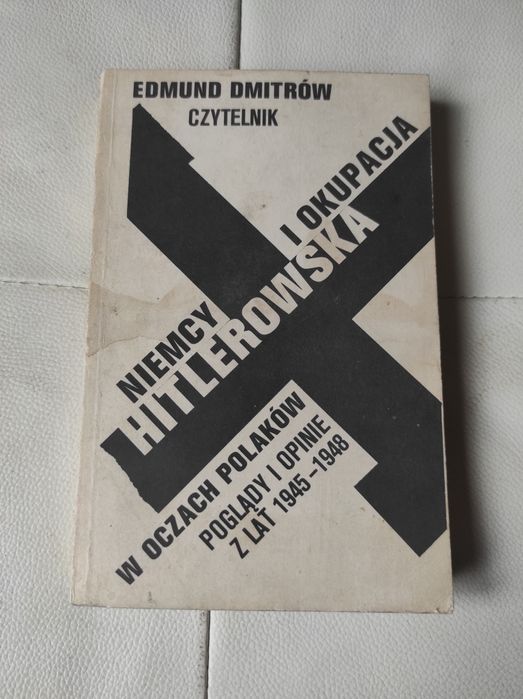 EDMUND DMITRÓW
CZYTELNIK
NIEMCY I OKUPACJA
HITLEROWSKA
W OCZACH POLAKÓW
POGLĄDY I OPINIE
Z LAT 1945-1948